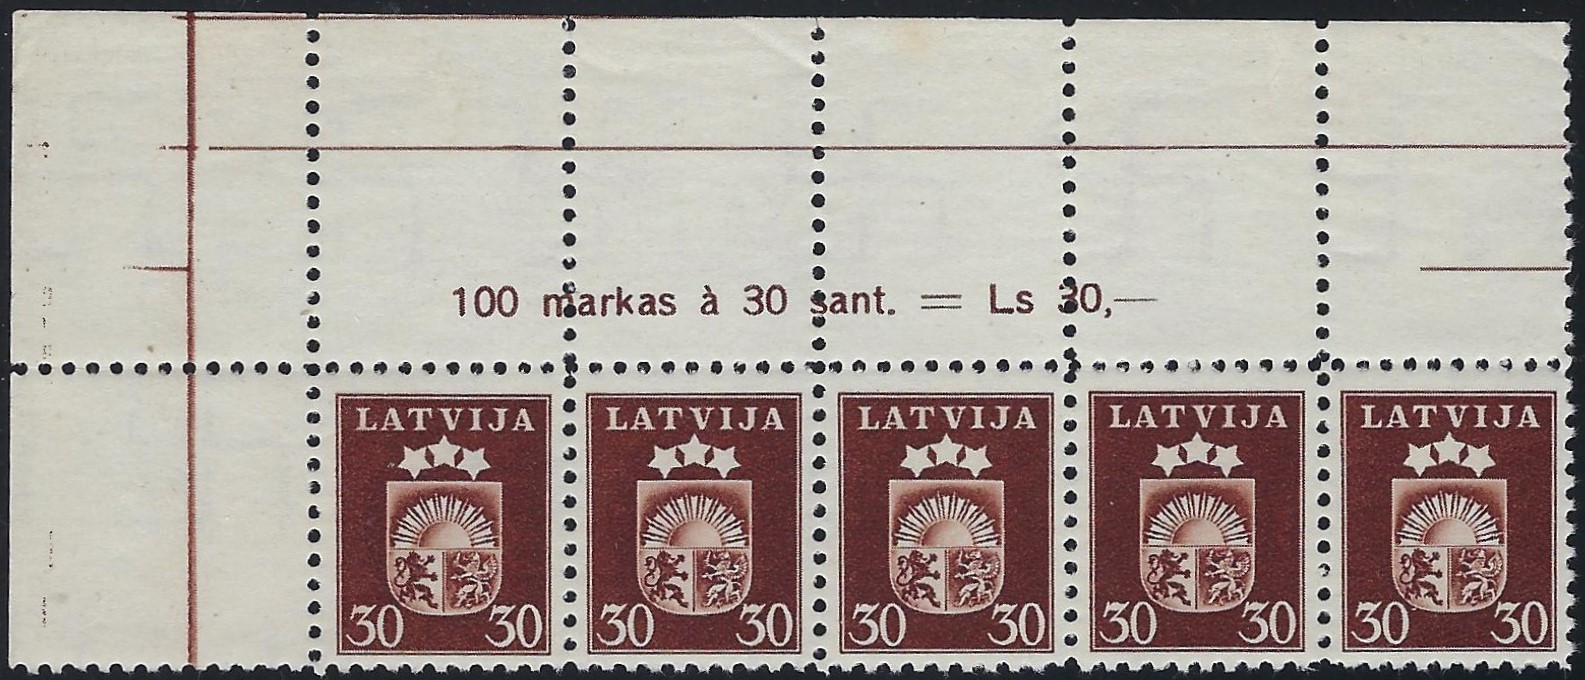 100 markas à 30 sant. = Ls 30,—
LATVIJA LATVIJA LATVIJA LATVIJA LATVIJA
30 30 30 30 30 30 30 30 30 30